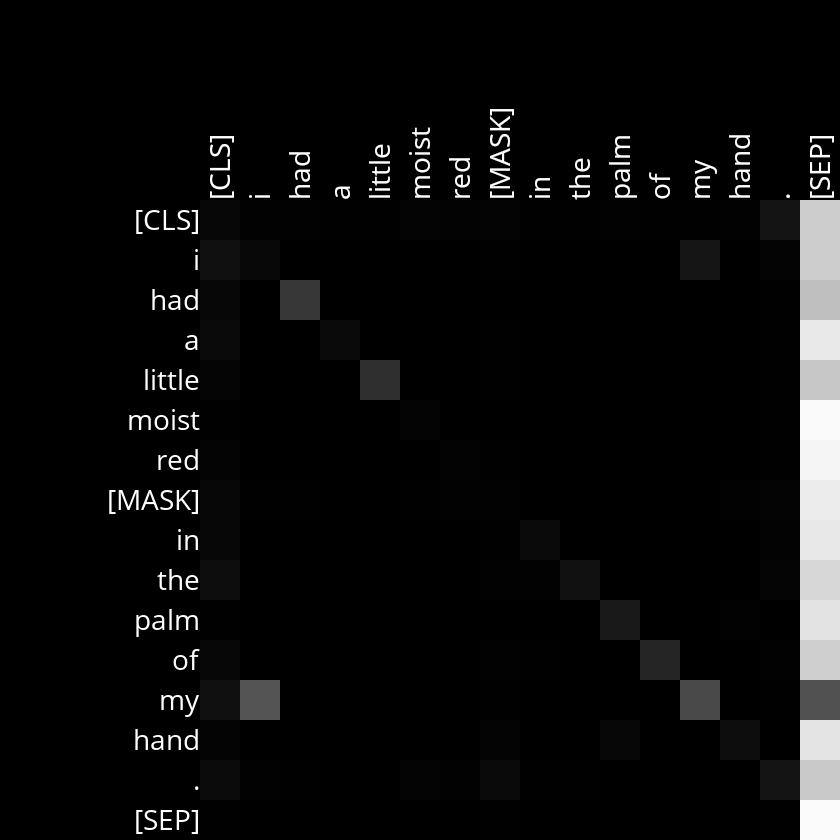 [CLS] i had a little moist red [MASK] in the palm of my hand . [SEP]
[CLS]
i
had
a
little
moist
red
[MASK]
in
the
palm
of
my
hand
.
[SEP]